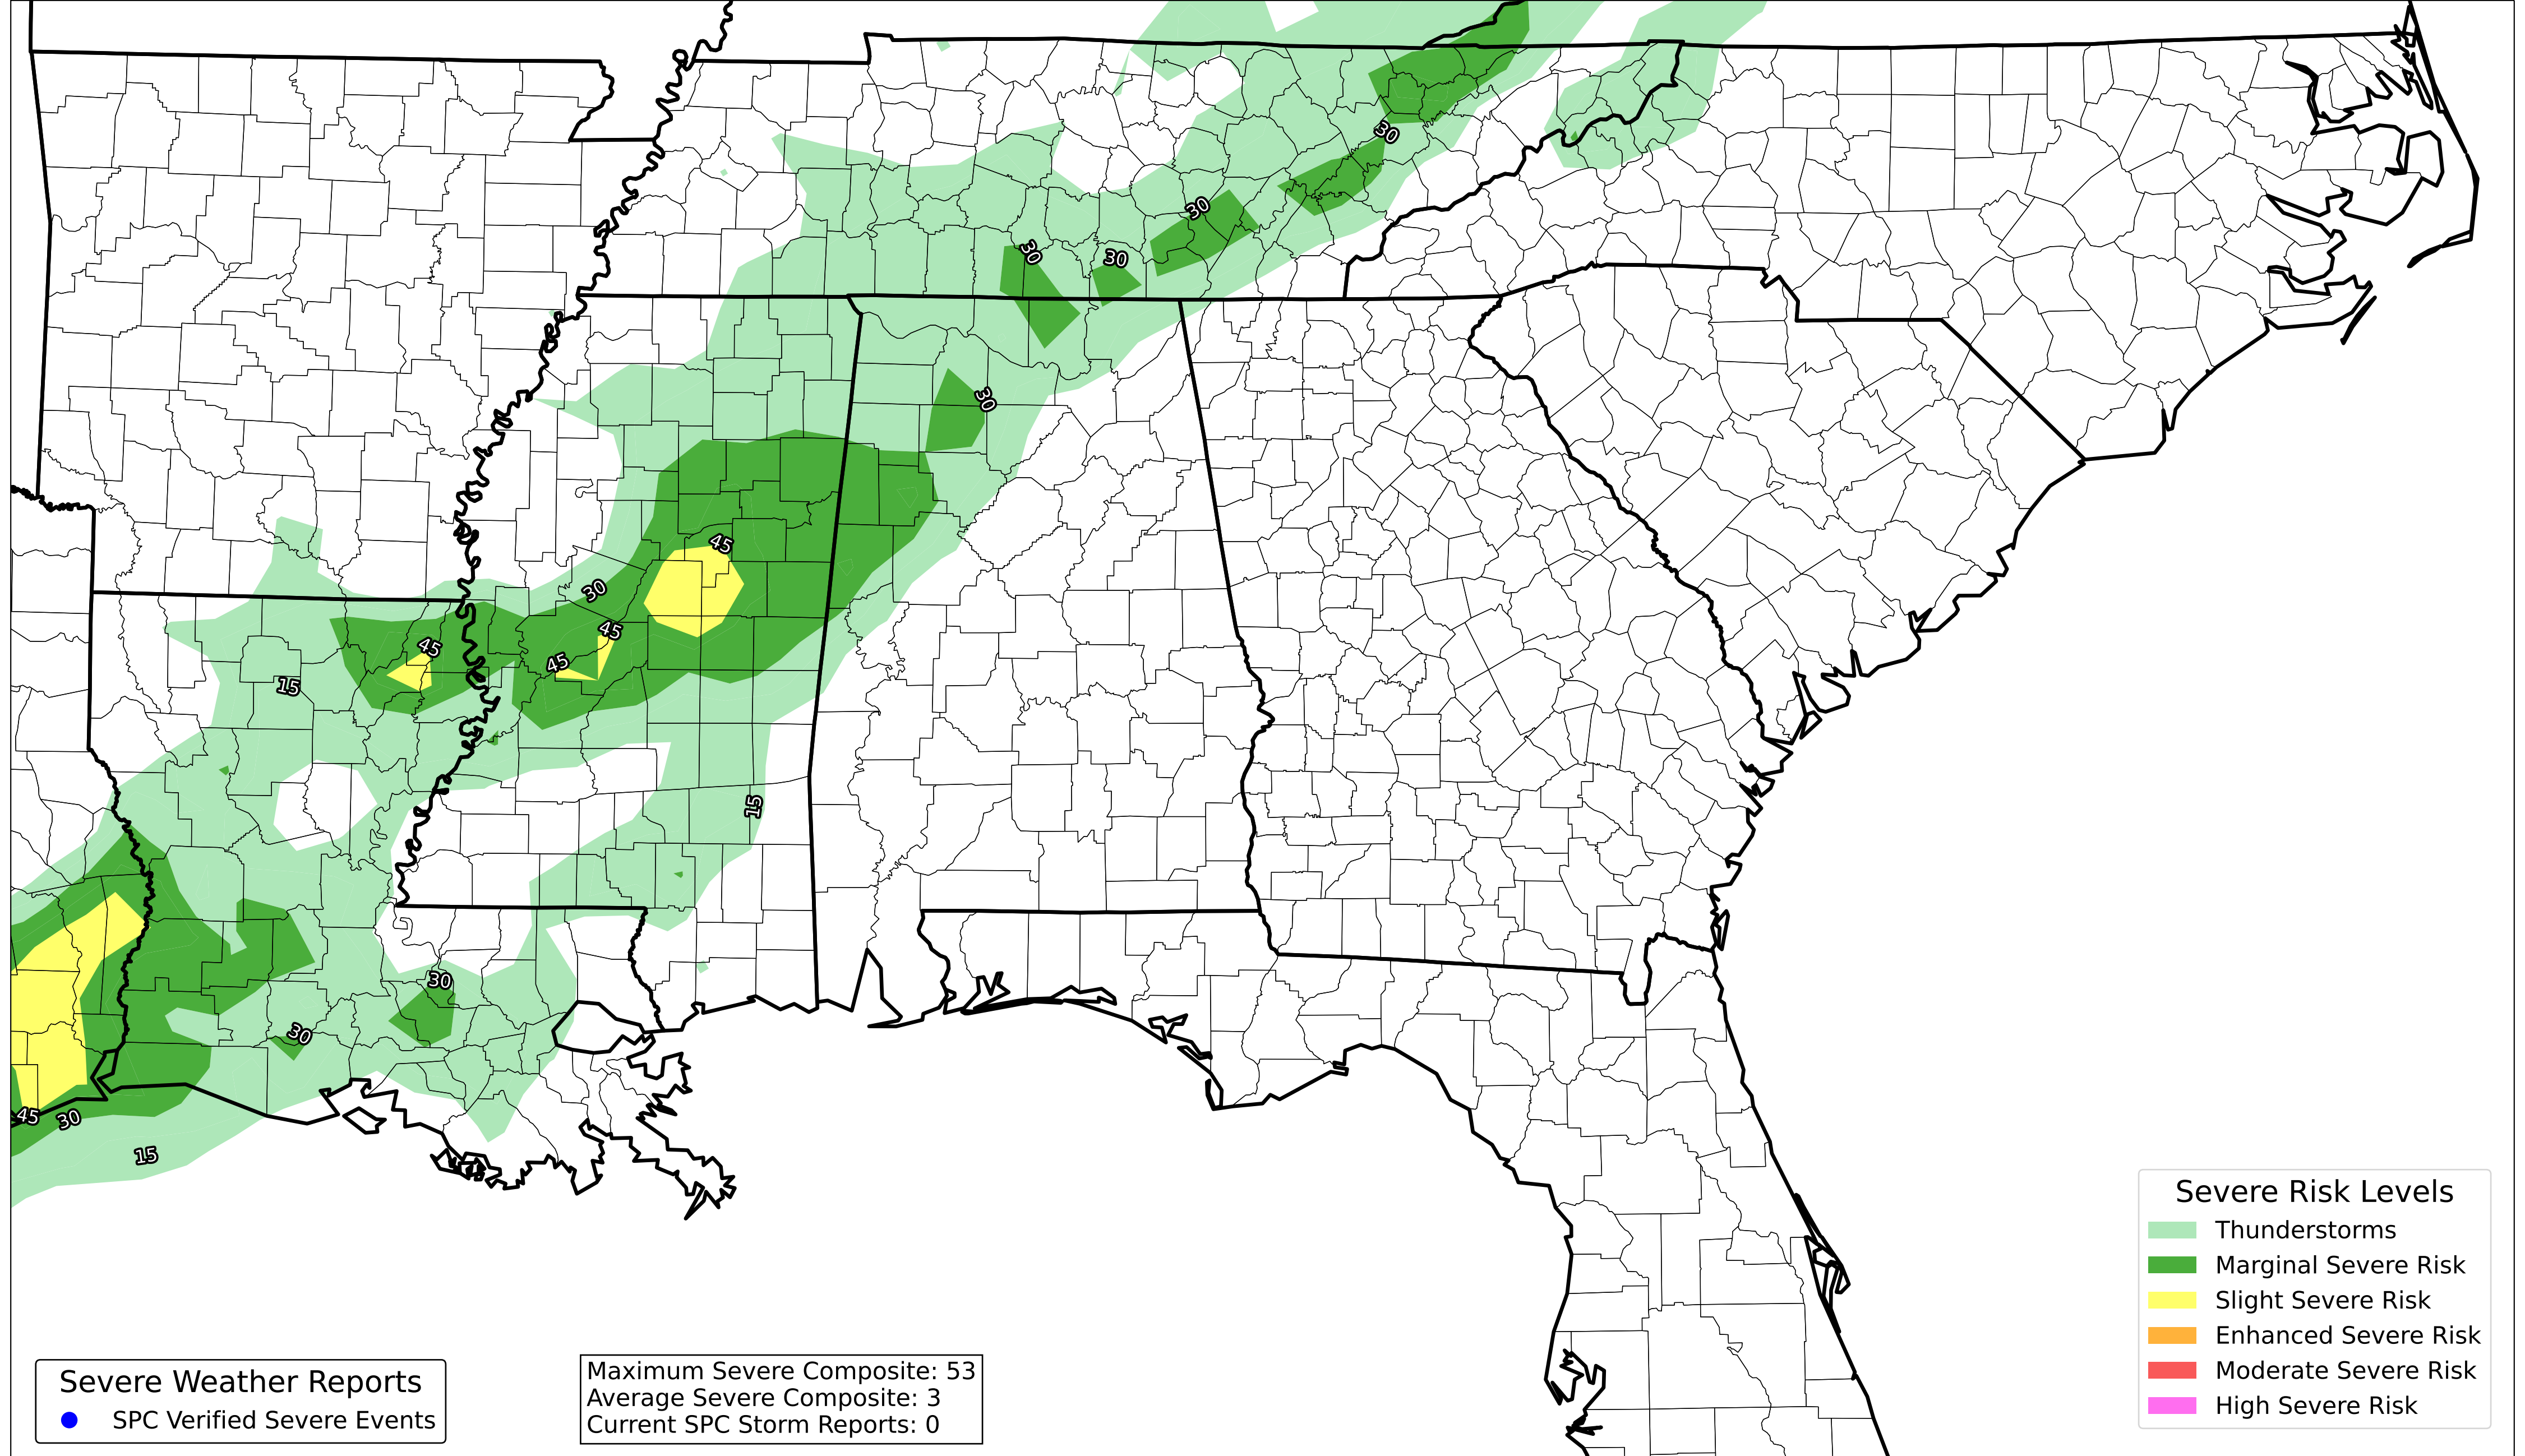 30
30
30
30
30
30
45
30
45
45
45
15
15
30
30
45
30
15
Severe Risk Levels
Thunderstorms
Marginal Severe Risk
Slight Severe Risk
Enhanced Severe Risk
Moderate Severe Risk
High Severe Risk
Severe Weather Reports
SPC Verified Severe Events
Maximum Severe Composite: 53
Average Severe Composite: 3
Current SPC Storm Reports: 0